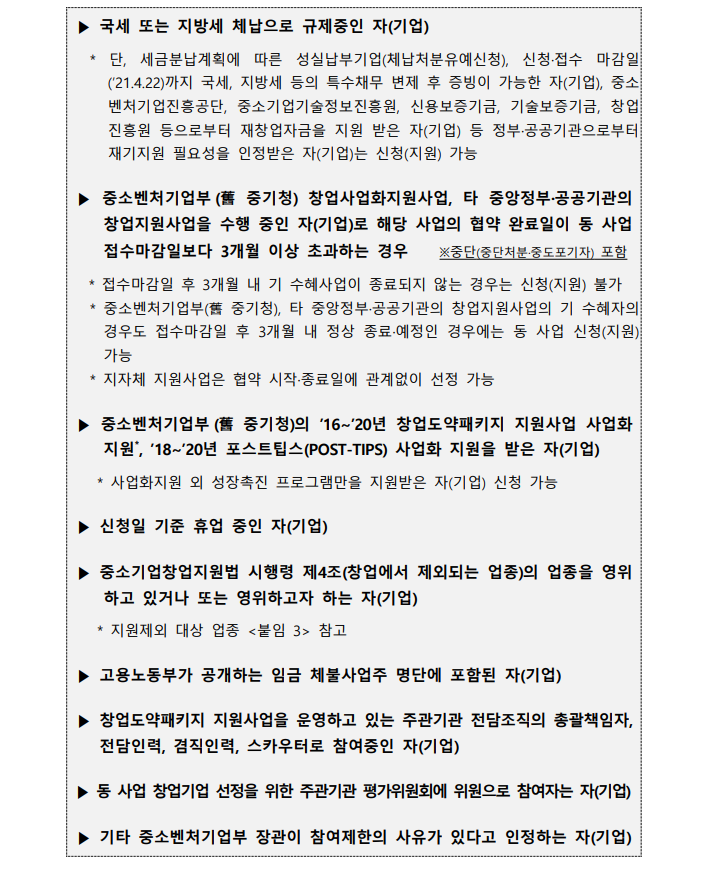 ▶ 국세 또는 지방세 체납으로 규제중인 자(기업)
* 단, 세금분납계획에 따른 성실납부기업(체납처분유예신청), 신청·접수 마감일
('21.4.22)까지 국세, 지방세 등의 특수채무 변제 후 증빙이 가능한 자(기업), 중소
벤처기업진흥공단, 중소기업기술정보진흥원, 신용보증기금, 기술보증기금, 창업
진흥원 등으로부터 재창업자금을 지원 받은 자(기업) 등 정부·공공기관으로부터
재기지원 필요성을 인정받은 자(기업)는 신청(지원) 가능
▶ 중소벤처기업부(舊 중기청) 창업사업화지원사업, 타 중앙정부·공공기관의
창업지원사업을 수행 중인 자(기업)로 해당 사업의 협약 완료일이 동 사업
접수마감일보다 3개월 이상 초과하는 경우 ※중단(중단처분·중도포기자) 포함
* 접수마감일 후 3개월 내 기 수혜사업이 종료되지 않는 경우는 신청(지원) 불가
* 중소벤처기업부(舊 중기청), 타 중앙정부·공공기관의 창업지원사업의 기 수혜자의
경우도 접수마감일 후 3개월 내 정상 종료·예정인 경우에는 동 사업 신청(지원)
가능
* 지자체 지원사업은 협약 시작·종료일에 관계없이 선정 가능
▶ 중소벤처기업부(舊 중기청)의 '16~'20년 창업도약패키지 지원사업 사업화
지원*, '18~'20년 포스트팁스(POST-TIPS) 사업화 지원을 받은 자(기업)
* 사업화지원 외 성장촉진 프로그램만을 지원받은 자(기업) 신청 가능
▶ 신청일 기준 휴업 중인 자(기업)
▶ 중소기업창업지원법 시행령 제4조(창업에서 제외되는 업종)의 업종을 영위
하고 있거나 또는 영위하고자 하는 자(기업)
* 지원제외 대상 업종 <붙임 3> 참고
▶ 고용노동부가 공개하는 임금 체불사업주 명단에 포함된 자(기업)
▶ 창업도약패키지 지원사업을 운영하고 있는 주관기관 전담조직의 총괄책임자,
전담인력, 겸직인력, 스카우터로 참여중인 자(기업)
▶ 동 사업 창업기업 선정을 위한 주관기관 평가위원회에 위원으로 참여자는 자(기업)
▶ 기타 중소벤처기업부 장관이 참여제한의 사유가 있다고 인정하는 자(기업)